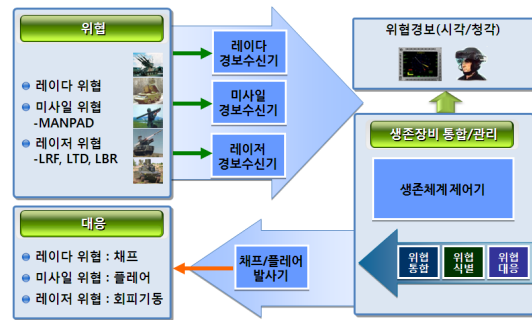 위협
레이다 위협
미사일 위협
-MANPAD
레이저 위협
-LRF, LTD, LBR
레이다
경보수신기
미사일
경보수신기
레이저
경보수신기
위협경보(시각/청각)
생존장비 통합/관리
생존체계 제어기
위협
통합
위협
식별
위협
대응
채프/플레어
발사기
대응
레이다 위협 : 채프
미사일 위협 : 플레어
레이저 위협 : 회피기동